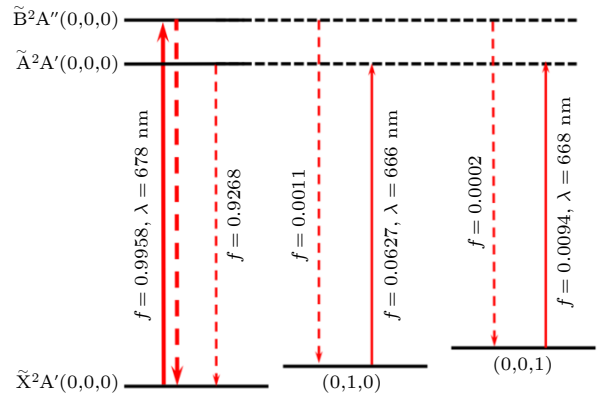 B̃²A″(0,0,0)
òA′(0,0,0)
f = 0.9958, λ = 678 nm
f = 0.9268
f = 0.0011
f = 0.0627, λ = 666 nm
f = 0.0002
f = 0.0094, λ = 668 nm
X̃²A′(0,0,0)
(0,1,0)
(0,0,1)